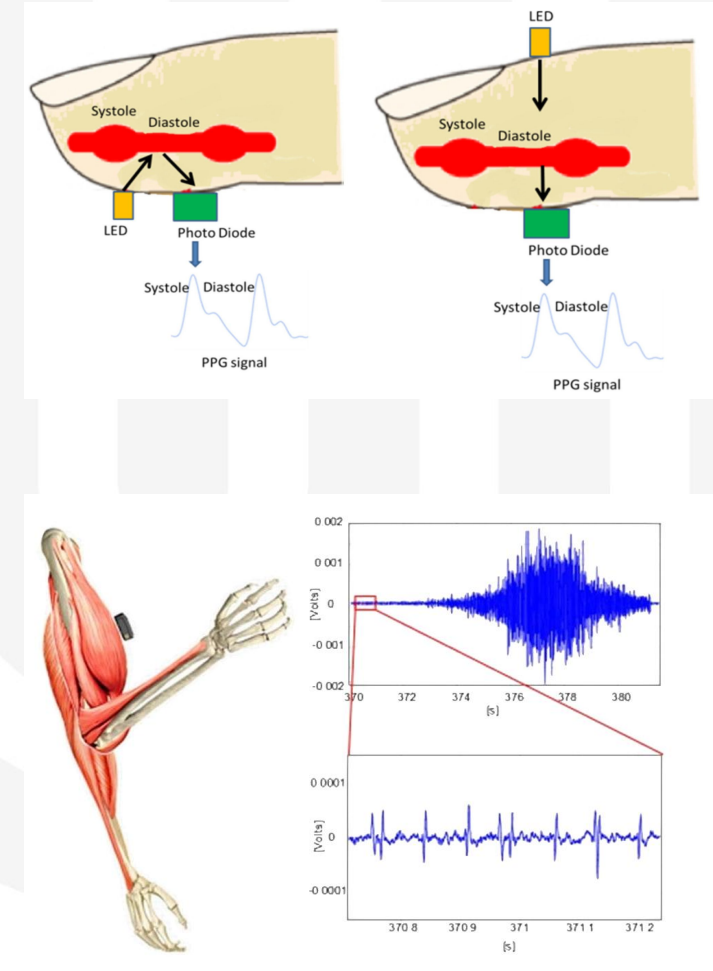 Systole
Diastole
LED
Photo Diode
Systole Diastole
PPG signal
LED
Systole
Diastole
Photo Diode
Systole Diastole
PPG signal
0 002
0 001
0
-0 001
-0 002
[Volts]
370 372 374 376 378 380
[s]
0 0001
0
-0 0001
[Volts]
370 8 370 9 371 371 1 371 2
[s]